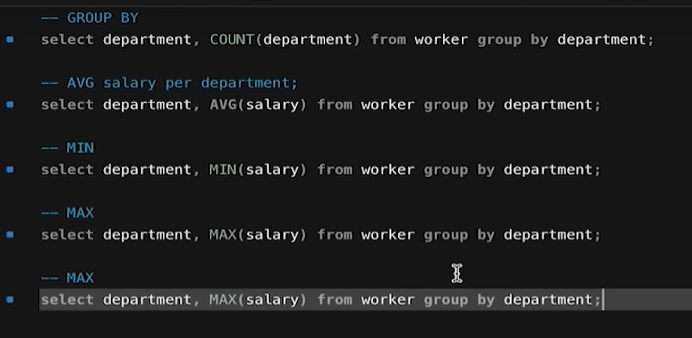 -- GROUP BY
select department, COUNT(department) from worker group by department;
-- AVG salary per department;
select department, AVG(salary) from worker group by department;
-- MIN
select department, MIN(salary) from worker group by department;
-- MAX
select department, MAX(salary) from worker group by department;
-- MAX
select department, MAX(salary) from worker group by department;